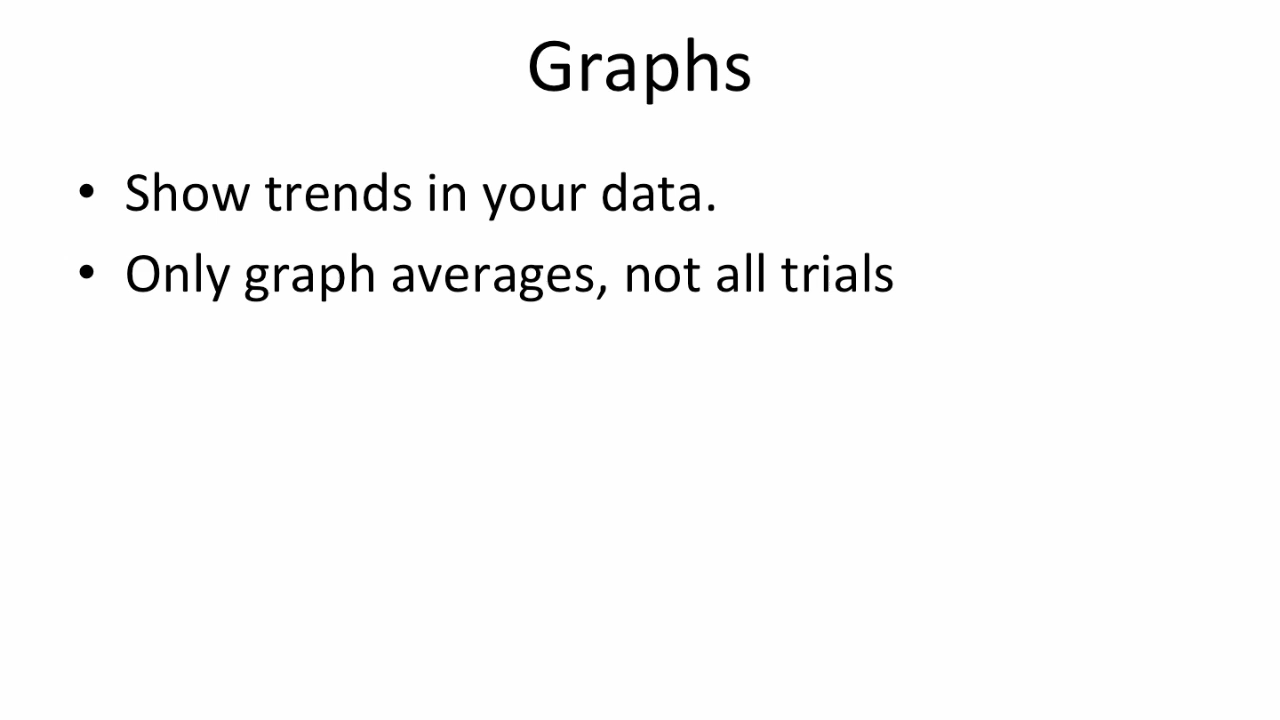 Graphs
• Show trends in your data.
• Only graph averages, not all trials